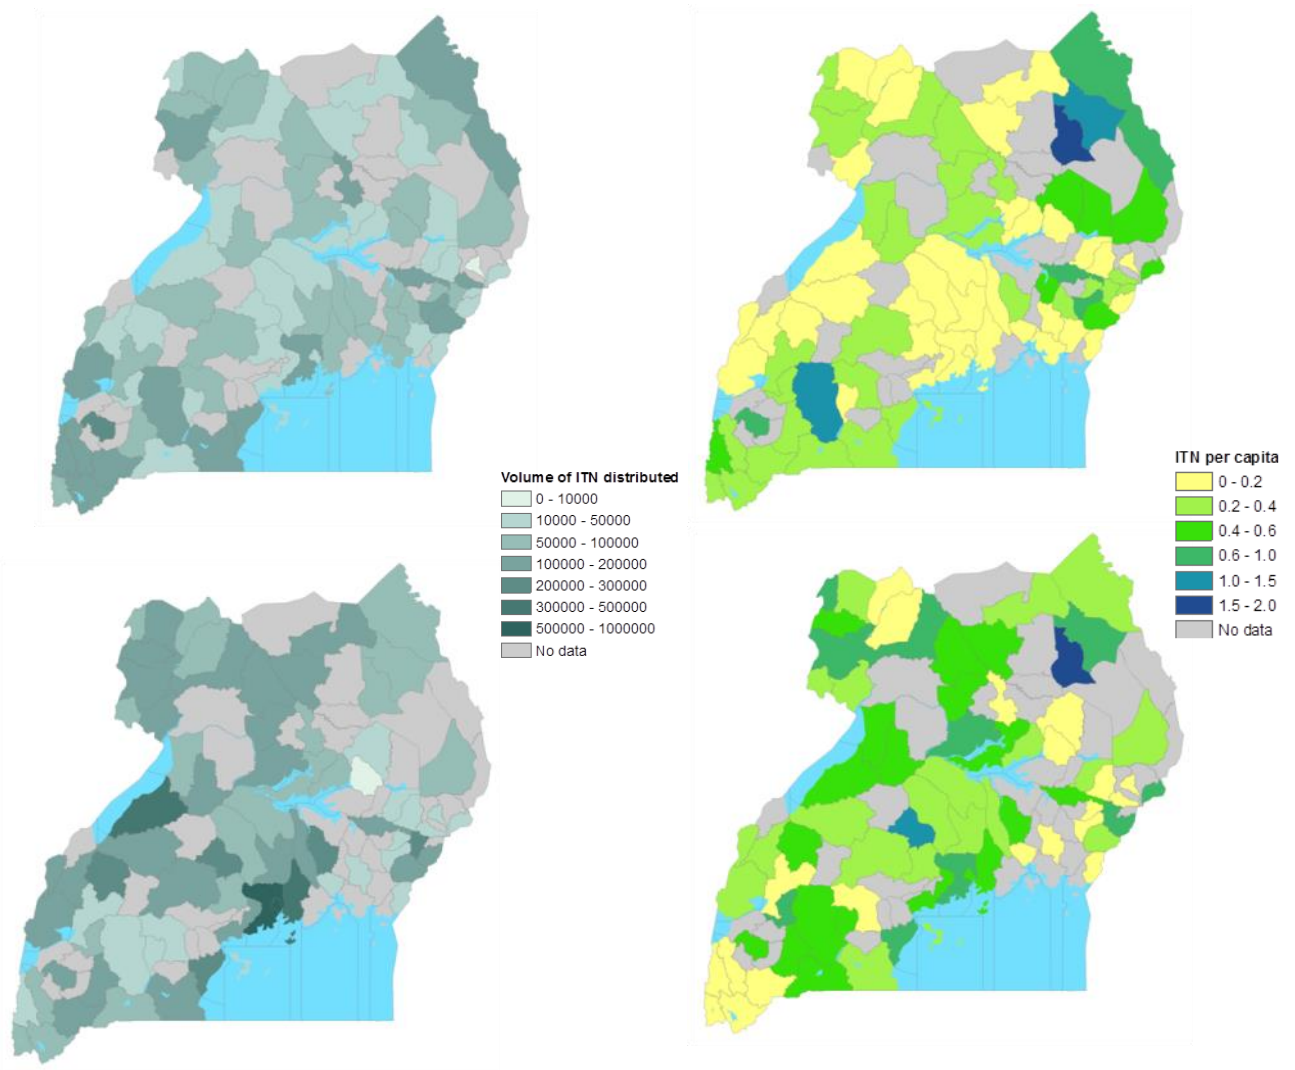 Volume of ITN distributed
0 - 10000
10000 - 50000
50000 - 100000
100000 - 200000
200000 - 300000
300000 - 500000
500000 - 1000000
No data
ITN per capita
0 - 0.2
0.2 - 0.4
0.4 - 0.6
0.6 - 1.0
1.0 - 1.5
1.5 - 2.0
No data